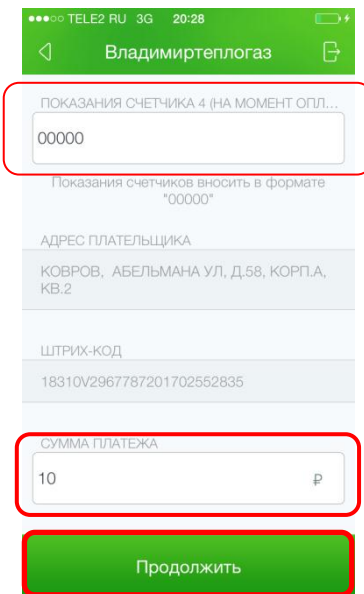 TELE2 RU 3G 20:28
Владимиртеплогаз
ПОКАЗАНИЯ СЧЕТЧИКА 4 (НА МОМЕНТ ОПЛ...
00000
Показания счетчиков вносить в формате
"00000"
АДРЕС ПЛАТЕЛЬЩИКА
КОВРОВ, АБЕЛЬМАНА УЛ, Д.58, КОРП.А,
КВ.2
ШТРИХ-КОД
18310V2967787201702552835
СУММА ПЛАТЕЖА
10 ₽
Продолжить